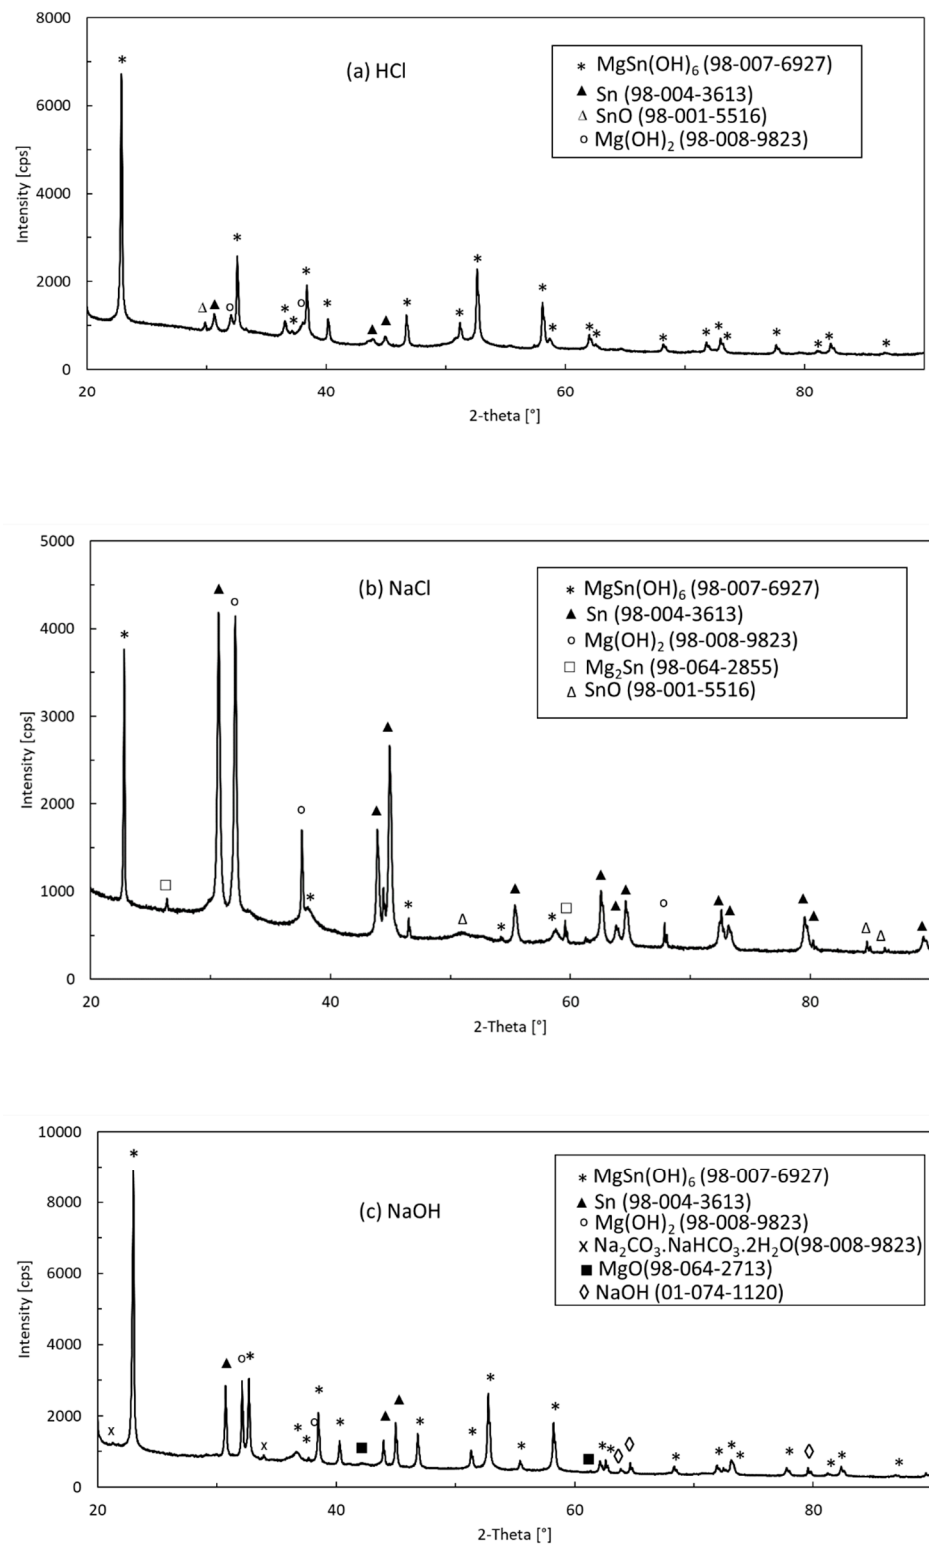 8000
(a) HCl
* MgSn(OH)₆ (98-007-6927)
▲ Sn (98-004-3613)
△ SnO (98-001-5516)
o Mg(OH)₂ (98-008-9823)
6000
4000
2000
0
Intensity [cps]
20 40 60 80
2-theta [°]
5000
(b) NaCl
* MgSn(OH)₆ (98-007-6927)
▲ Sn (98-004-3613)
o Mg(OH)₂ (98-008-9823)
□ Mg₂Sn (98-064-2855)
△ SnO (98-001-5516)
4000
3000
2000
1000
0
Intensity [cps]
20 40 60 80
2-Theta [°]
10000
(c) NaOH
* MgSn(OH)₆ (98-007-6927)
▲ Sn (98-004-3613)
o Mg(OH)₂ (98-008-9823)
x Na₂CO₃.NaHCO₃.2H₂O(98-008-9823)
■ MgO(98-064-2713)
◊ NaOH (01-074-1120)
8000
6000
4000
2000
0
Intensity [cps]
20 40 60 80
2-Theta [°]